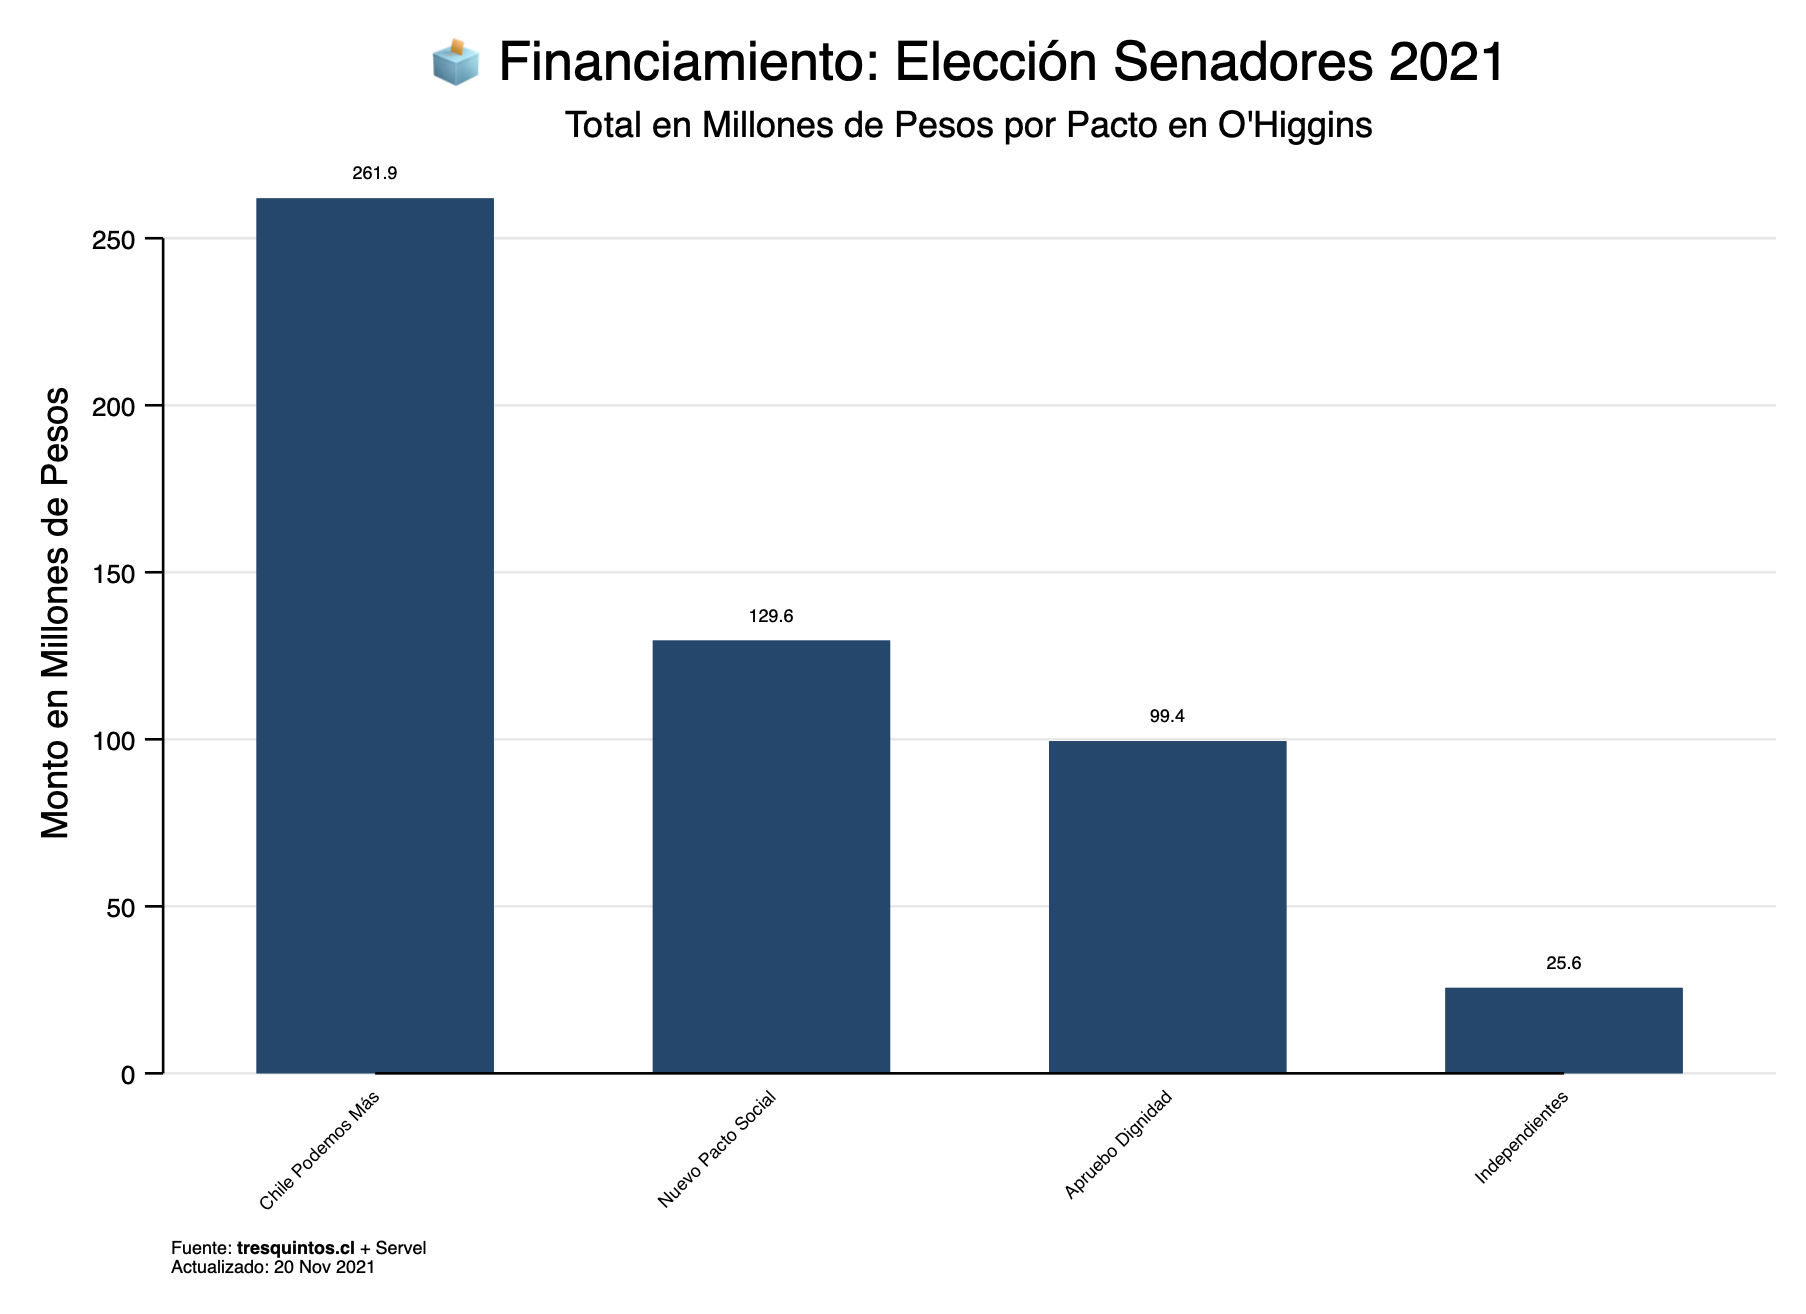 Financiamiento: Elección Senadores 2021
Total en Millones de Pesos por Pacto en O'Higgins
Monto en Millones de Pesos
250
200
150
100
50
0
261.9
129.6
99.4
25.6
Chile Podemos Más
Nuevo Pacto Social
Apruebo Dignidad
Independientes
Fuente: tresquintos.cl + Servel
Actualizado: 20 Nov 2021